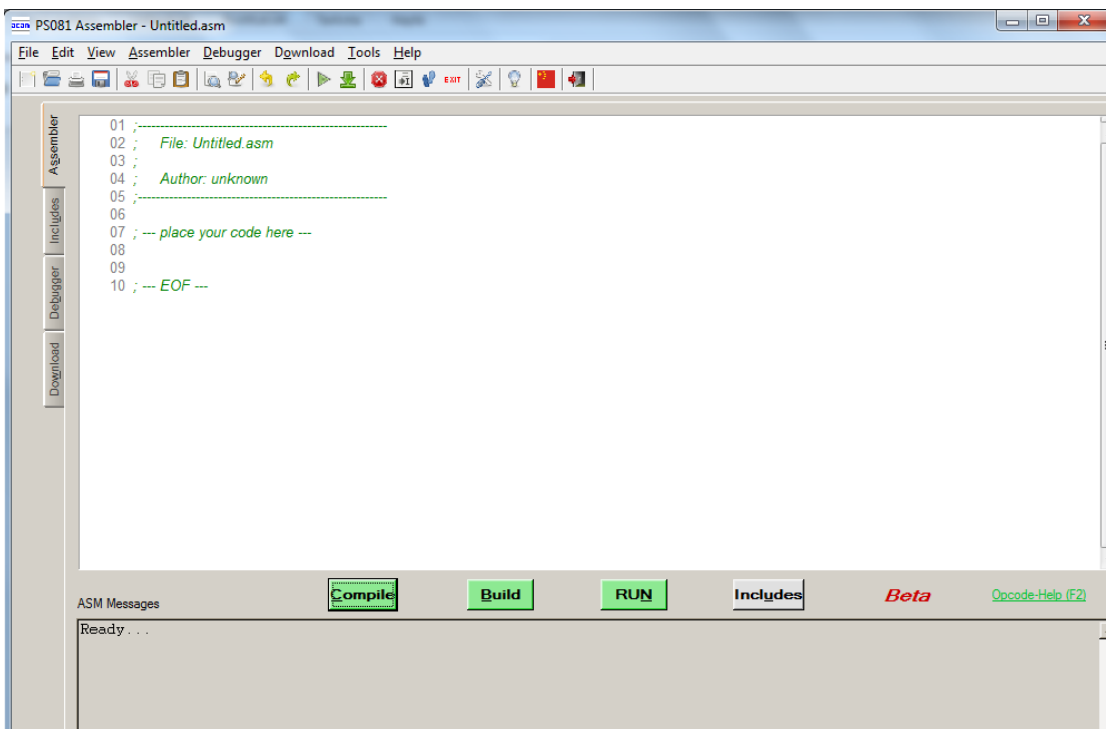 acam PS081 Assembler - Untitled.asm
File Edit View Assembler Debugger Download Tools Help
EXIT
Assembler
Includes
Debugger
Download
01 ;-------------------------------------------------------
02 ;    File: Untitled.asm
03 ;
04 ;    Author: unknown
05 ;-------------------------------------------------------
06
07 ; --- place your code here ---
08
09
10 ; --- EOF ---
ASM Messages
Compile Build RUN Includes Beta Opcode-Help (F2)
Ready...